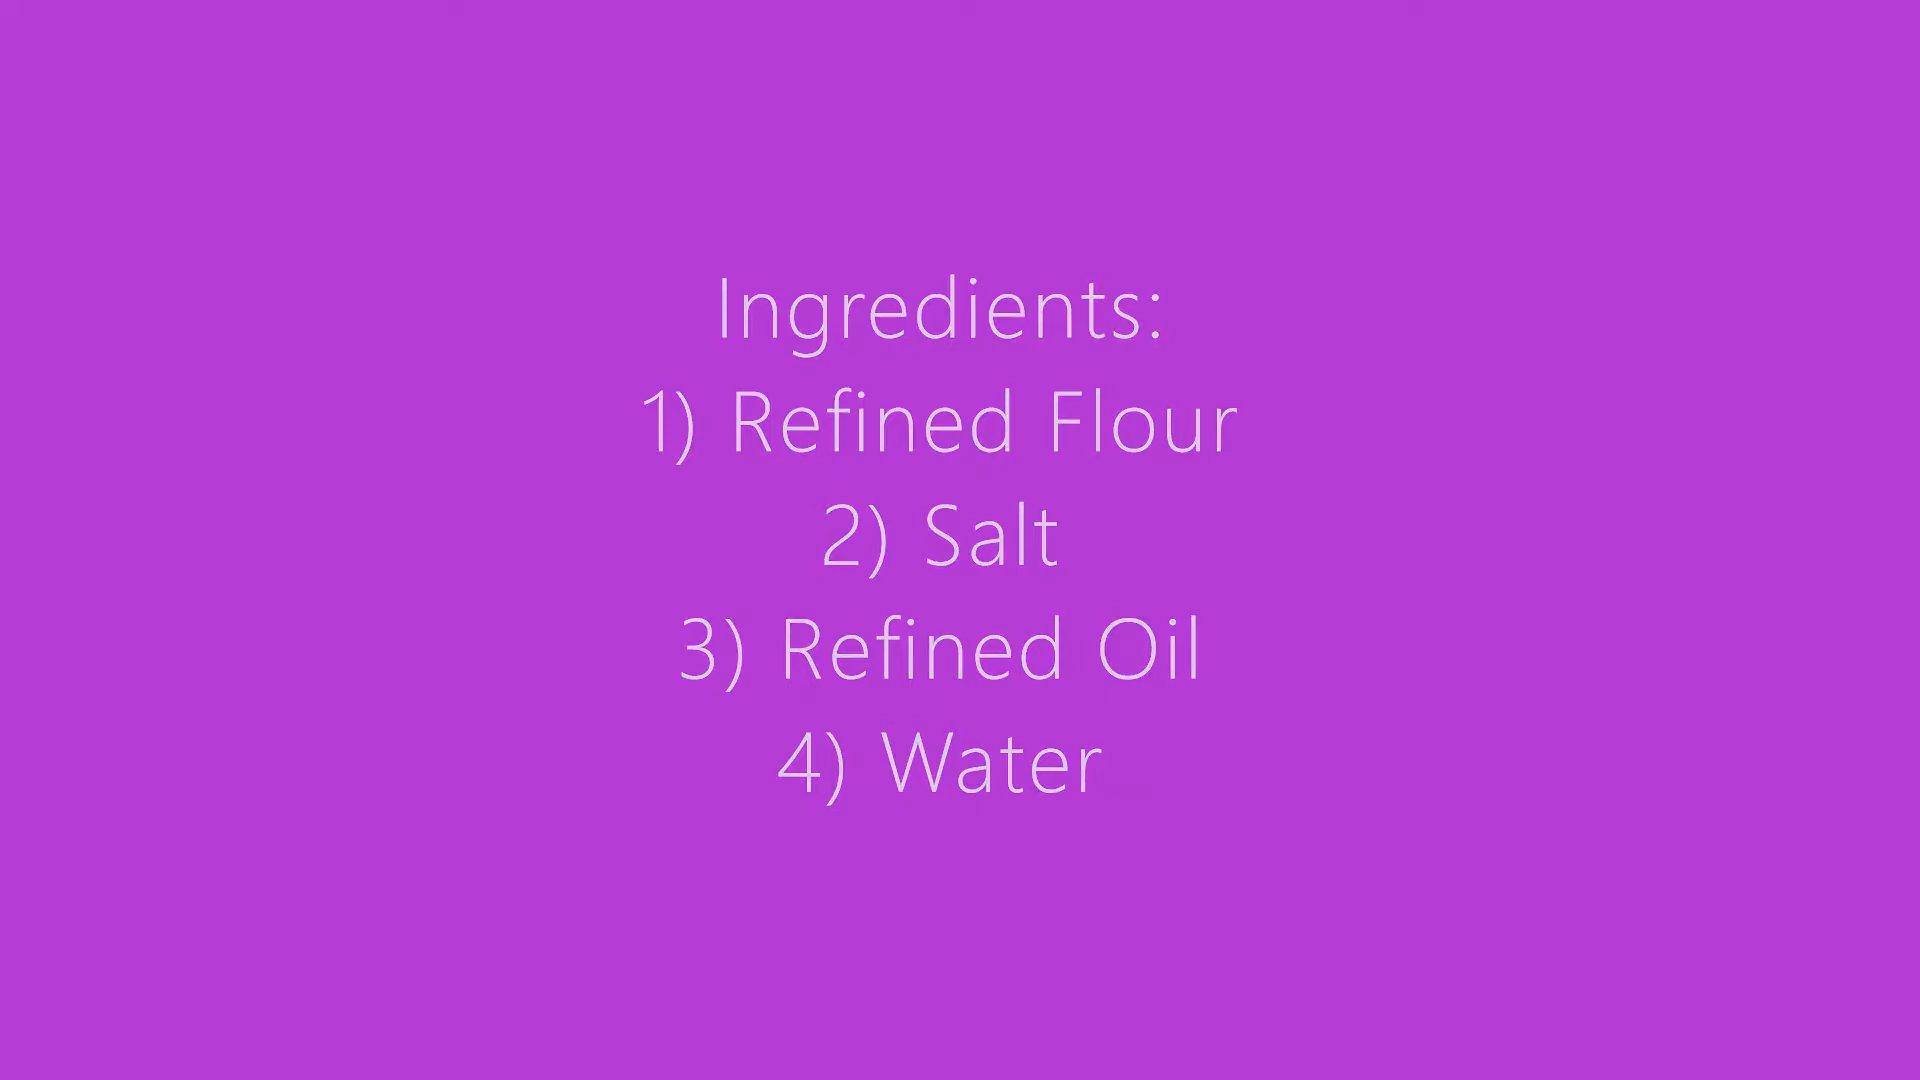 Ingredients:
1) Refined Flour
2) Salt
3) Refined Oil
4) Water